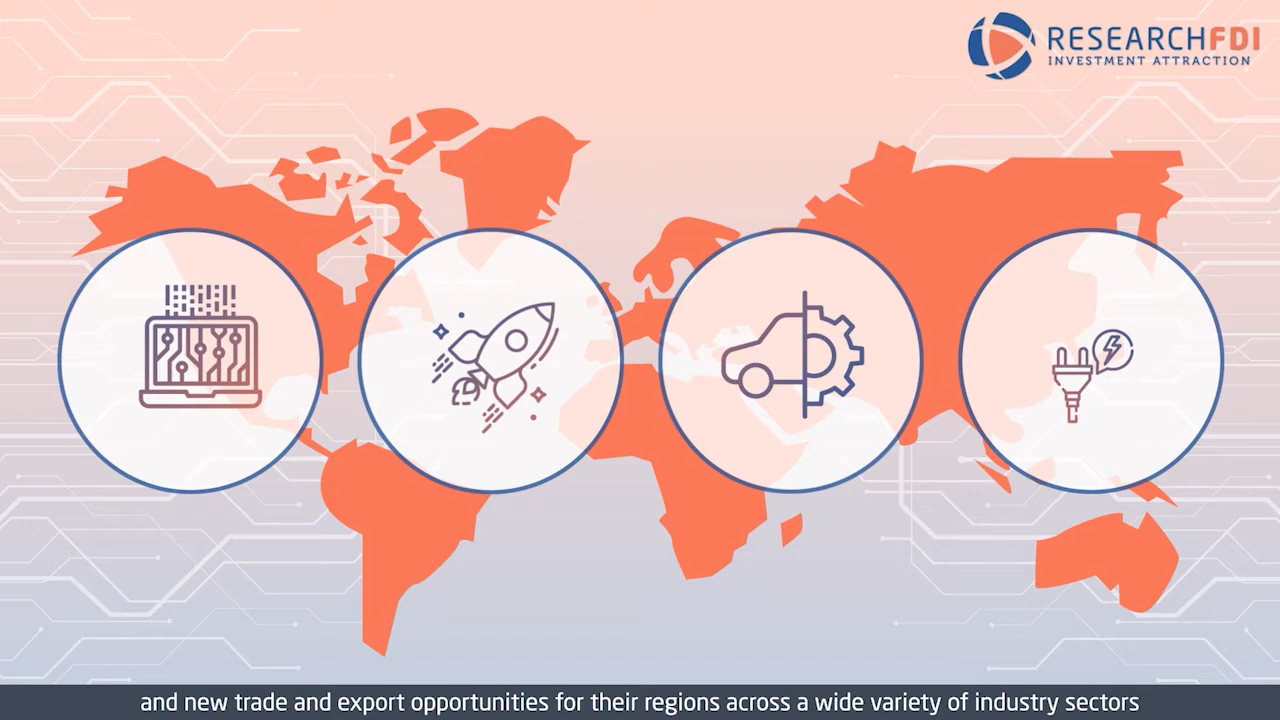 RESEARCHFDI
INVESTMENT ATTRACTION
and new trade and export opportunities for their regions across a wide variety of industry sectors